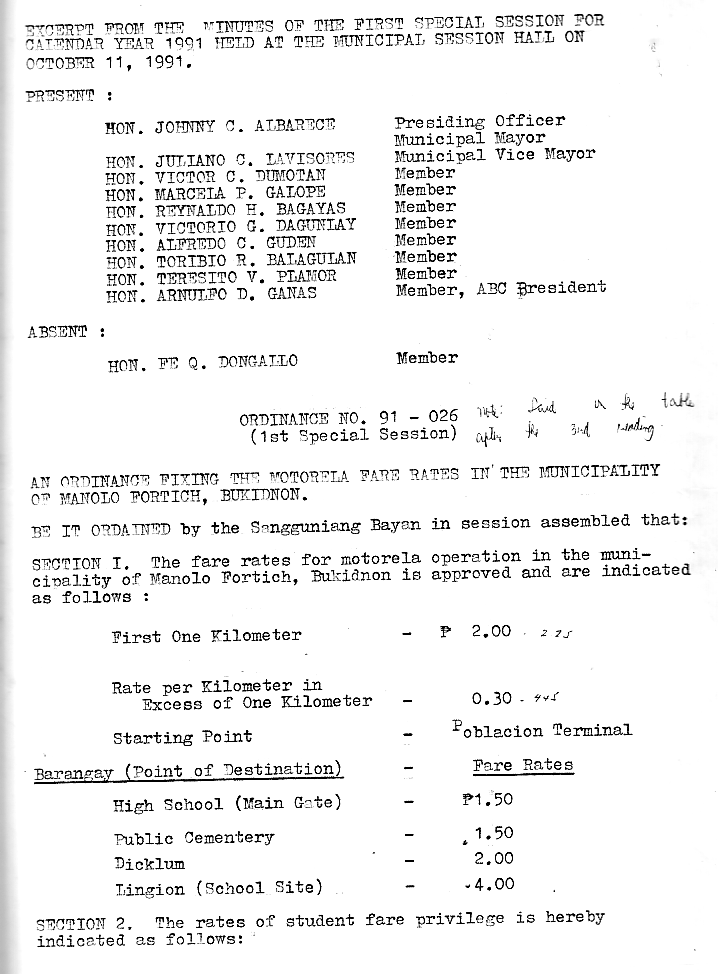 EXCERPT FROM THE MINUTES OF THE FIRST SPECIAL SESSION FOR
CALENDAR YEAR 1991 HELD AT THE MUNICIPAL SESSION HALL ON
OCTOBER 11, 1991.
PRESENT :
HON. JOHNNY C. ALBARECE Presiding Officer
Municipal Mayor
HON. JULIANO C. LAVISORES Municipal Vice Mayor
HON. VICTOR C. DUMOTAN Member
HON. MARCELA P. GALOPE Member
HON. REYNALDO H. BAGAYAS Member
HON. VICTORIO G. DAGUNLAY Member
HON. ALFREDO C. GUDEN Member
HON. TORIBIO R. BALAGULAN Member
HON. TERESITO V. PLAMOR Member
HON. ARNULFO D. GANAS Member, ABC President
ABSENT :
HON. FE Q. DONGALLO Member
ORDINANCE NO. 91 - 026 note: Laid on the table
(1st Special Session) after the 2nd reading
AN ORDINANCE FIXING THE MOTORELA FARE RATES IN THE MUNICIPALITY
OF MANOLO FORTICH, BUKIDNON.
BE IT ORDAINED by the Sangguniang Bayan in session assembled that:
SECTION I. The fare rates for motorela operation in the muni-
cipality of Manolo Fortich, Bukidnon is approved and are indicated
as follows :
First One Kilometer - ₱ 2.00
Rate per Kilometer in
Excess of One Kilometer - 0.30
Starting Point - Poblacion Terminal
Barangay (Point of Destination) - Fare Rates
High School (Main Gate) - ₱1.50
Public Cementery - 1.50
Dicklum - 2.00
Lingion (School Site) - 4.00
SECTION 2. The rates of student fare privilege is hereby
indicated as follows: